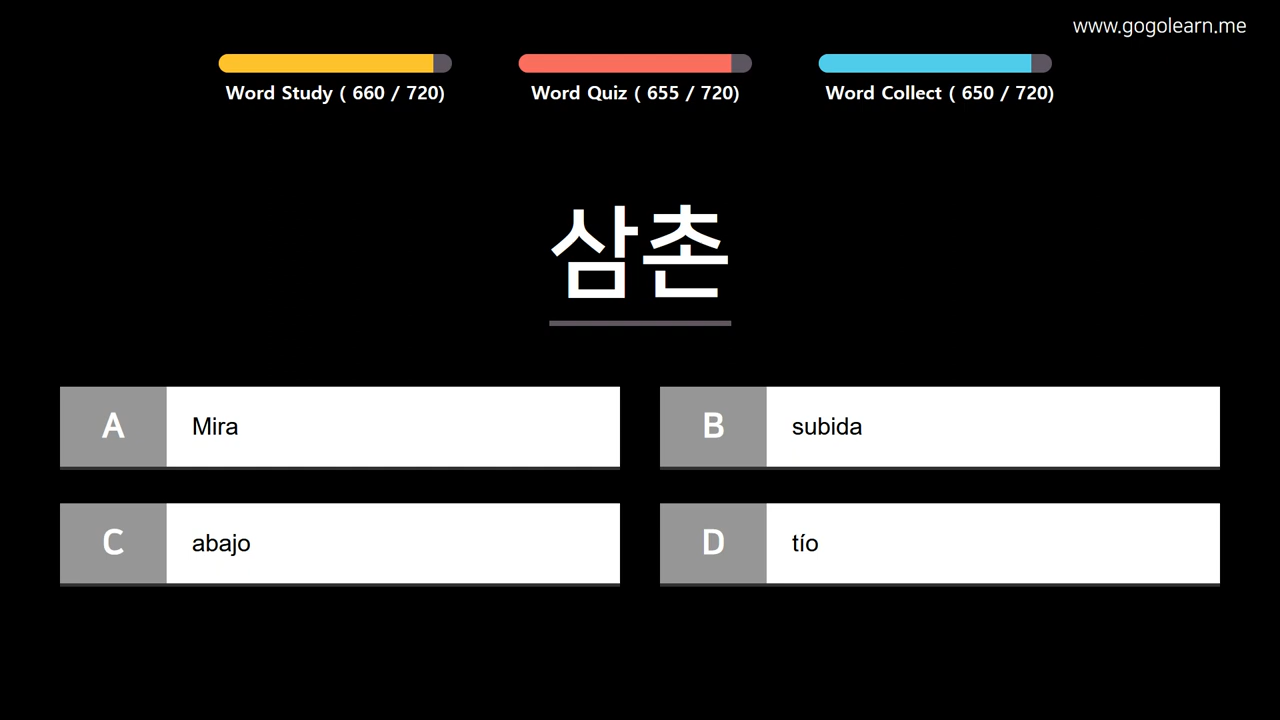 www.gogolearn.me
Word Study ( 660 / 720)
Word Quiz ( 655 / 720)
Word Collect ( 650 / 720)
삼촌
A Mira
B subida
C abajo
D tío